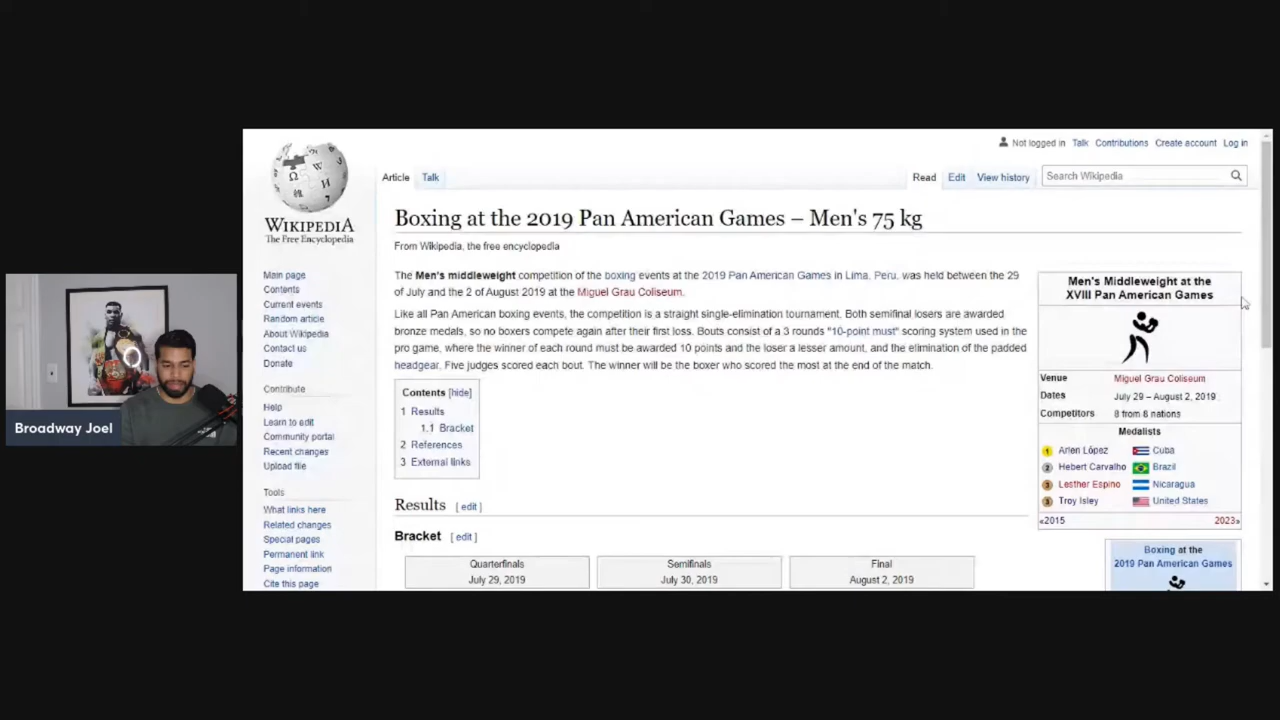 Broadway Joel
WIKIPEDIA
The Free Encyclopedia
Main page
Contents
Current events
Random article
About Wikipedia
Contact us
Donate
Contribute
Help
Learn to edit
Community portal
Recent changes
Upload file
Tools
What links here
Related changes
Special pages
Permanent link
Page information
Cite this page
Not logged in Talk Contributions Create account Log in
Article Talk
Read Edit View history Search Wikipedia
Boxing at the 2019 Pan American Games – Men's 75 kg
From Wikipedia, the free encyclopedia
The Men's middleweight competition of the boxing events at the 2019 Pan American Games in Lima, Peru, was held between the 29
of July and the 2 of August 2019 at the Miguel Grau Coliseum.
Like all Pan American boxing events, the competition is a straight single-elimination tournament. Both semifinal losers are awarded
bronze medals, so no boxers compete again after their first loss. Bouts consist of a 3 rounds "10-point must" scoring system used in the
pro game, where the winner of each round must be awarded 10 points and the loser a lesser amount, and the elimination of the padded
headgear. Five judges scored each bout. The winner will be the boxer who scored the most at the end of the match.
Contents [hide]
1 Results
1.1 Bracket
2 References
3 External links
Results [ edit ]
Bracket [ edit ]
Quarterfinals
July 29, 2019
Semifinals
July 30, 2019
Final
August 2, 2019
Men's Middleweight at the
XVIII Pan American Games
Venue Miguel Grau Coliseum
Dates July 29 – August 2, 2019
Competitors 8 from 8 nations
Medalists
1 Arlen López Cuba
2 Hebert Carvalho Brazil
3 Lesther Espino Nicaragua
3 Troy Isley United States
«2015 2023»
Boxing at the
2019 Pan American Games